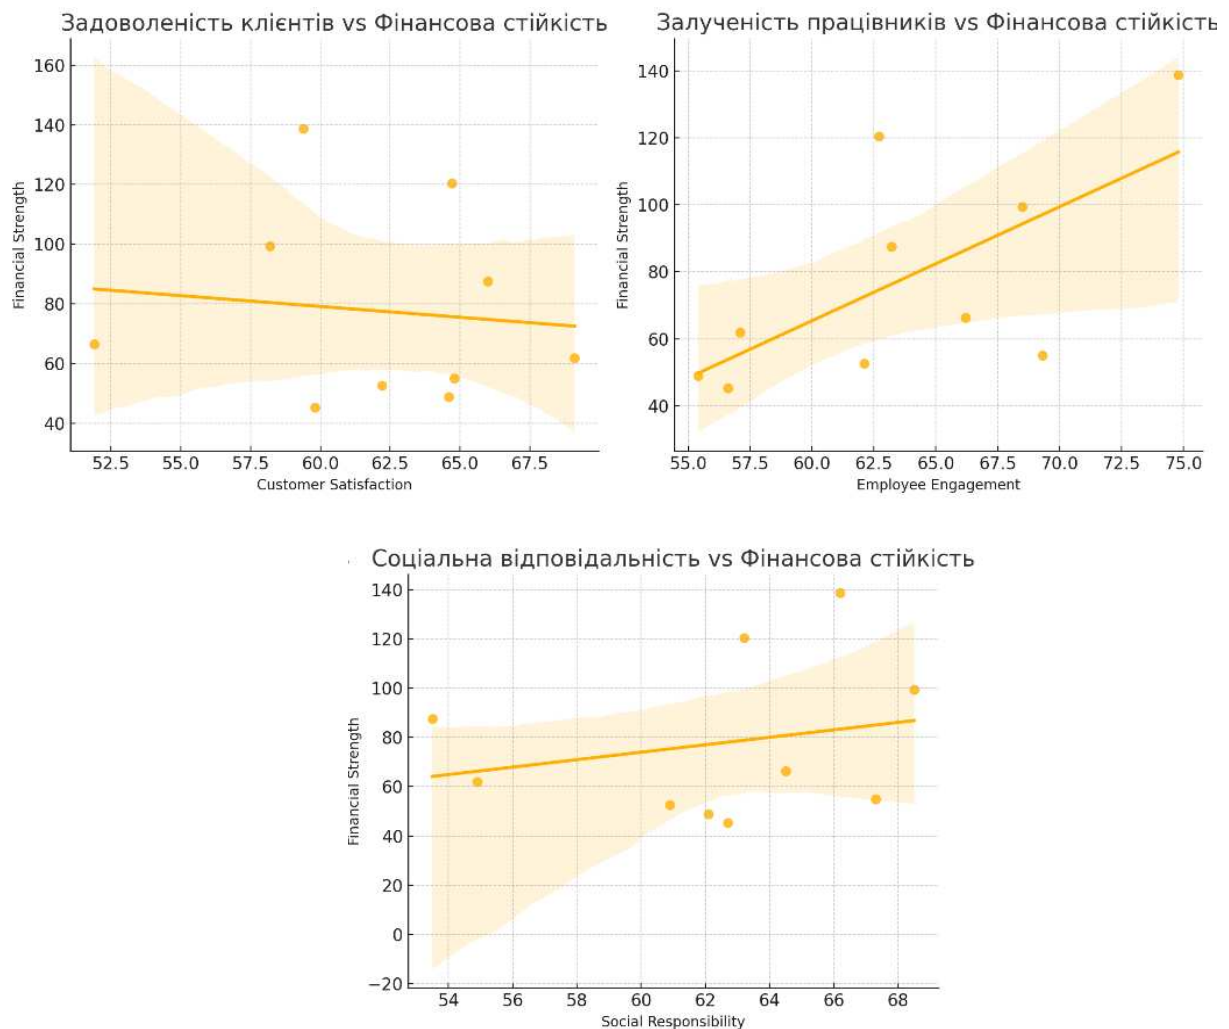 Задоволеність клієнтів vs Фінансова стійкість
160
140
120
100
80
60
40
Financial Strength
52.5 55.0 57.5 60.0 62.5 65.0 67.5
Customer Satisfaction
Залученість працівників vs Фінансова стійкість
140
120
100
80
60
40
Financial Strength
55.0 57.5 60.0 62.5 65.0 67.5 70.0 72.5 75.0
Employee Engagement
Соціальна відповідальність vs Фінансова стійкість
140
120
100
80
60
40
20
0
−20
Financial Strength
54 56 58 60 62 64 66 68
Social Responsibility